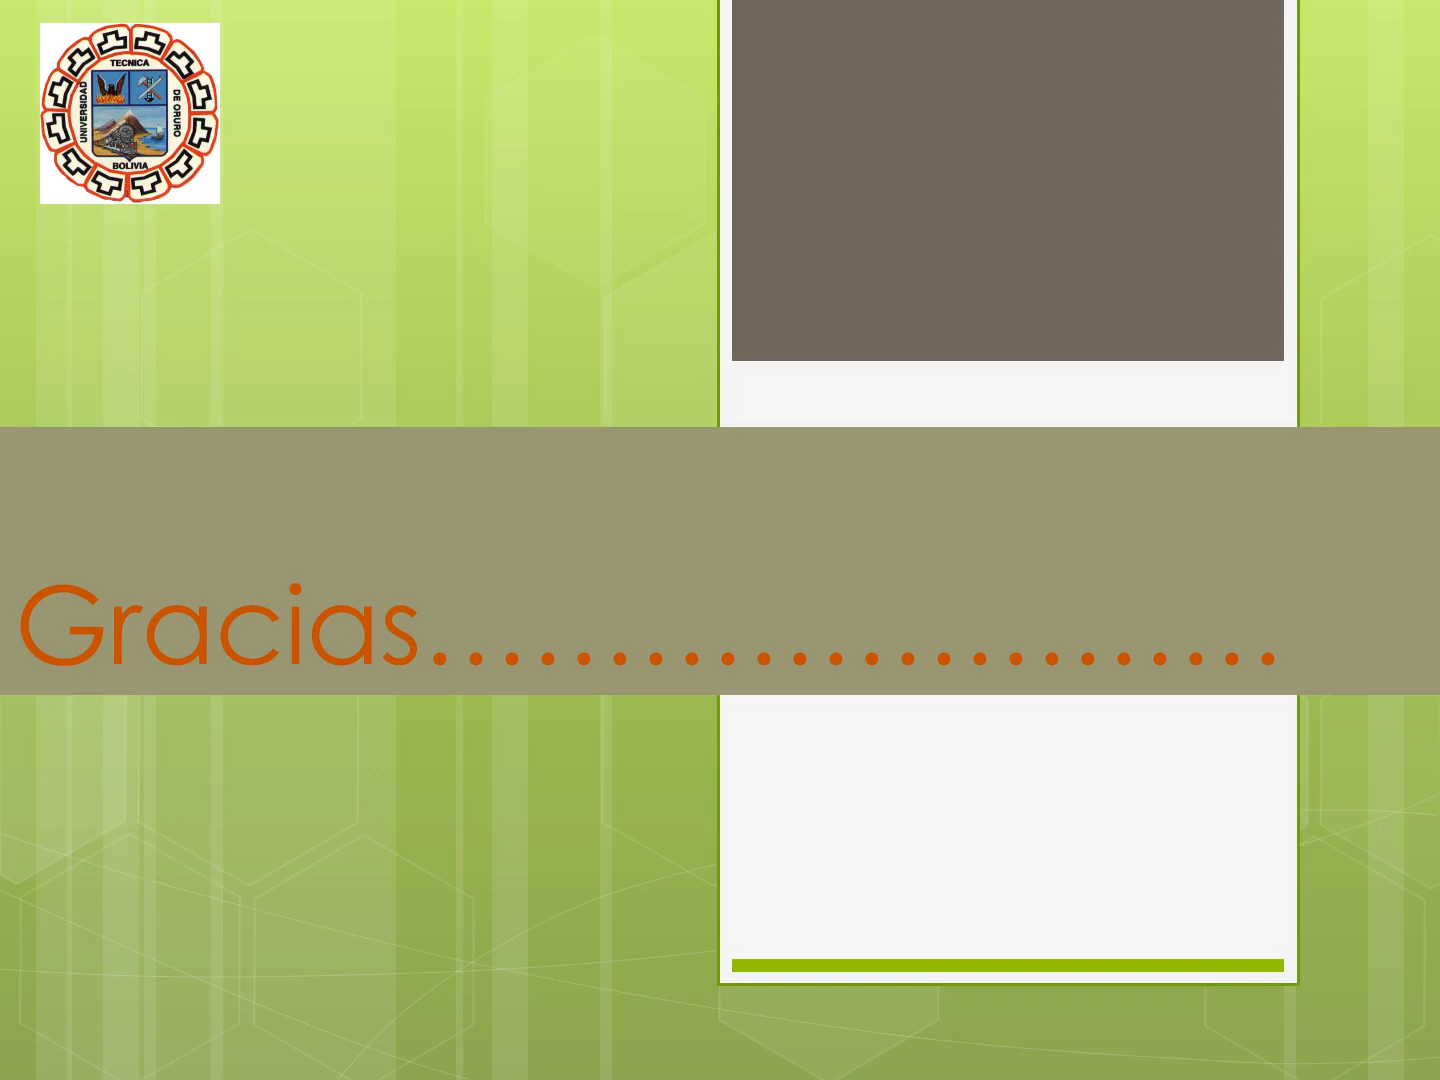 TECNICA
UNIVERSIDAD
DE ORURO
BOLIVIA
Gracias........................